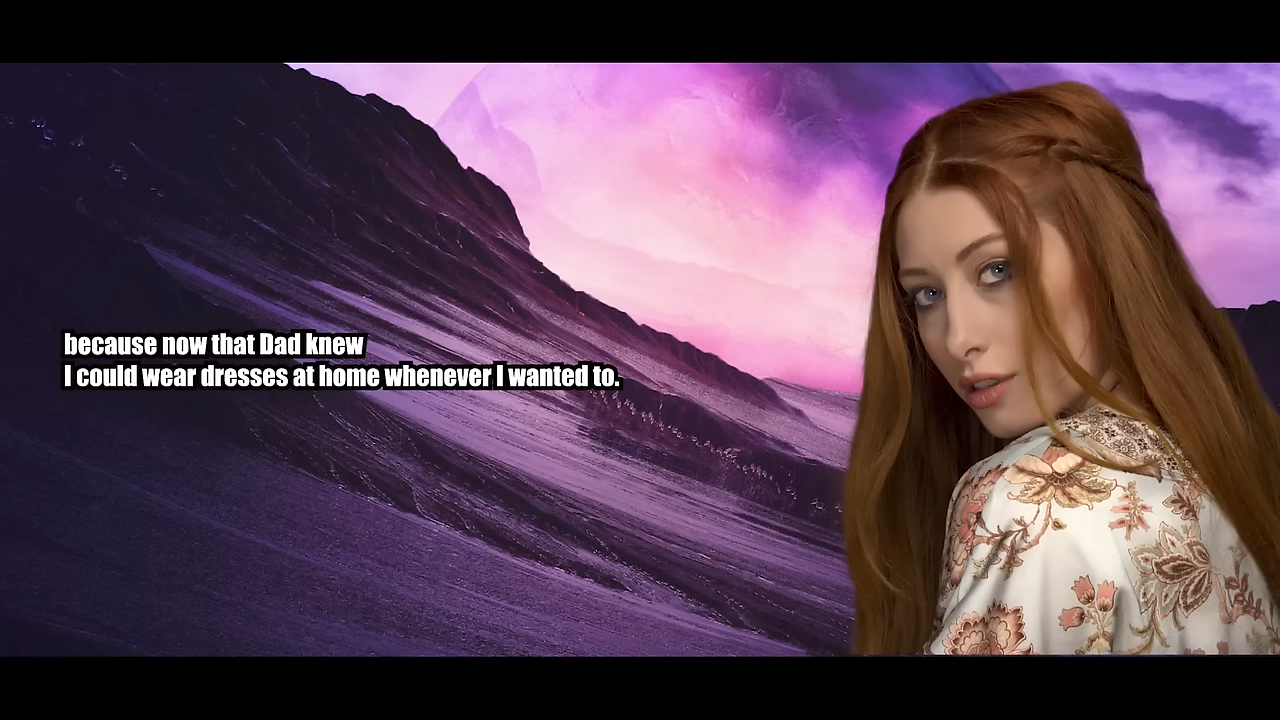 because now that Dad knew
I could wear dresses at home whenever I wanted to.